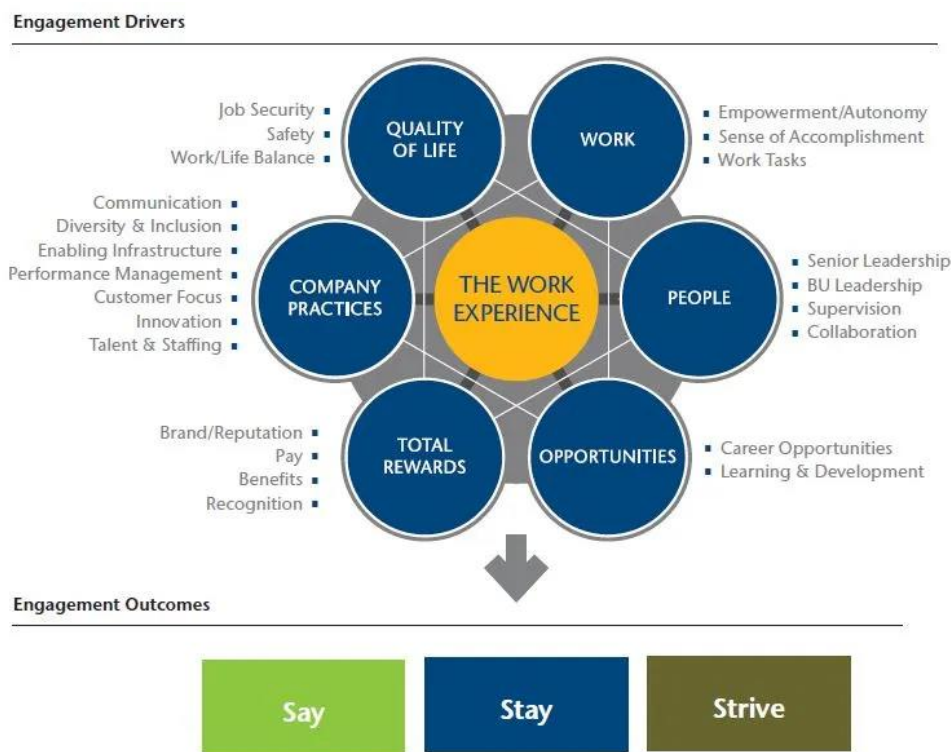 Engagement Drivers
Job Security
Safety
Work/Life Balance
QUALITY
OF LIFE
WORK
Empowerment/Autonomy
Sense of Accomplishment
Work Tasks
Communication
Diversity & Inclusion
Enabling Infrastructure
Performance Management
Customer Focus
Innovation
Talent & Staffing
COMPANY
PRACTICES
THE WORK
EXPERIENCE
PEOPLE
Senior Leadership
BU Leadership
Supervision
Collaboration
Brand/Reputation
Pay
Benefits
Recognition
TOTAL
REWARDS
OPPORTUNITIES
Career Opportunities
Learning & Development
Engagement Outcomes
Say
Stay
Strive